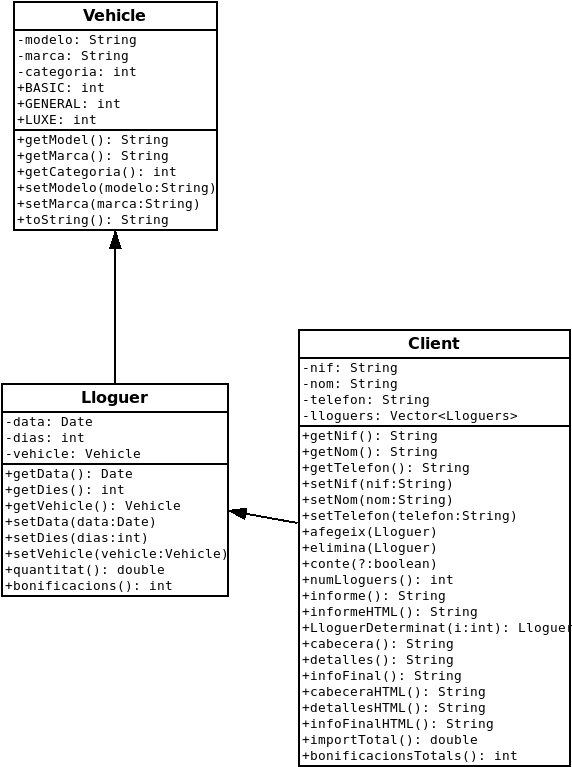 Vehicle
-modelo: String
-marca: String
-categoria: int
+BASIC: int
+GENERAL: int
+LUXE: int
+getModel(): String
+getMarca(): String
+getCategoria(): int
+setModelo(modelo:String)
+setMarca(marca:String)
+toString(): String
Lloguer
-data: Date
-dias: int
-vehicle: Vehicle
+getData(): Date
+getDies(): int
+getVehicle(): Vehicle
+setData(data:Date)
+setDies(dias:int)
+setVehicle(vehicle:Vehicle)
+quantitat(): double
+bonificacions(): int
Client
-nif: String
-nom: String
-telefon: String
-lloguers: Vector<Lloguers>
+getNif(): String
+getNom(): String
+getTelefon(): String
+setNif(nif:String)
+setNom(nom:String)
+setTelefon(telefon:String)
+afegeix(Lloguer)
+elimina(Lloguer)
+conte(?:boolean)
+numLloguers(): int
+informe(): String
+informeHTML(): String
+LloguerDeterminat(i:int): Lloguer
+cabecera(): String
+detalles(): String
+infoFinal(): String
+cabeceraHTML(): String
+detallesHTML(): String
+infoFinalHTML(): String
+importTotal(): double
+bonificacionsTotals(): int